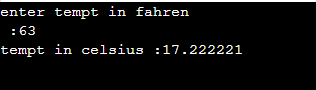 enter tempt in fahren
:63
tempt in celsius :17.222221